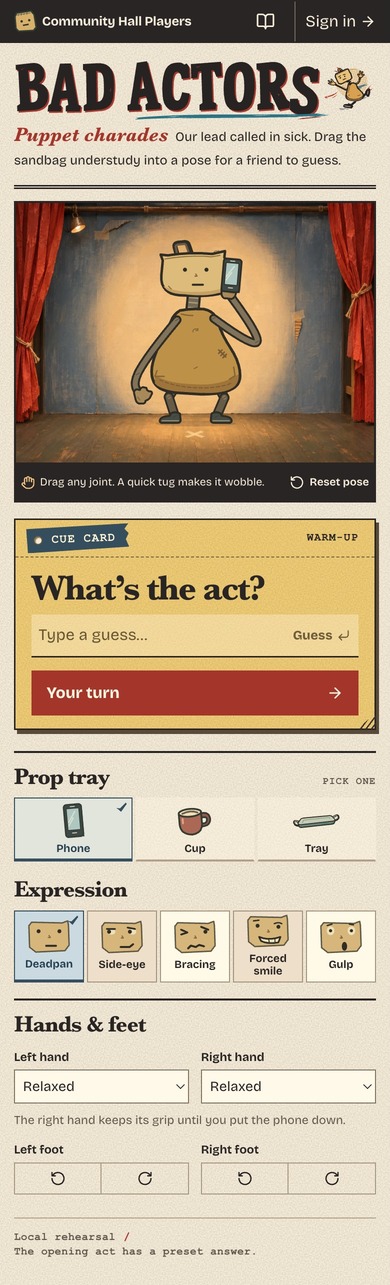 Community Hall Players
Sign in →
BAD ACTORS
Puppet charades Our lead called in sick. Drag the
sandbag understudy into a pose for a friend to guess.
Drag any joint. A quick tug makes it wobble.
Reset pose
CUE CARD
WARM-UP
What’s the act?
Type a guess...
Guess
Your turn →
Prop tray
PICK ONE
Phone
Cup
Tray
Expression
Deadpan
Side-eye
Bracing
Forced
smile
Gulp
Hands & feet
Left hand
Right hand
Relaxed
Relaxed
The right hand keeps its grip until you put the phone down.
Left foot
Right foot
Local rehearsal /
The opening act has a preset answer.